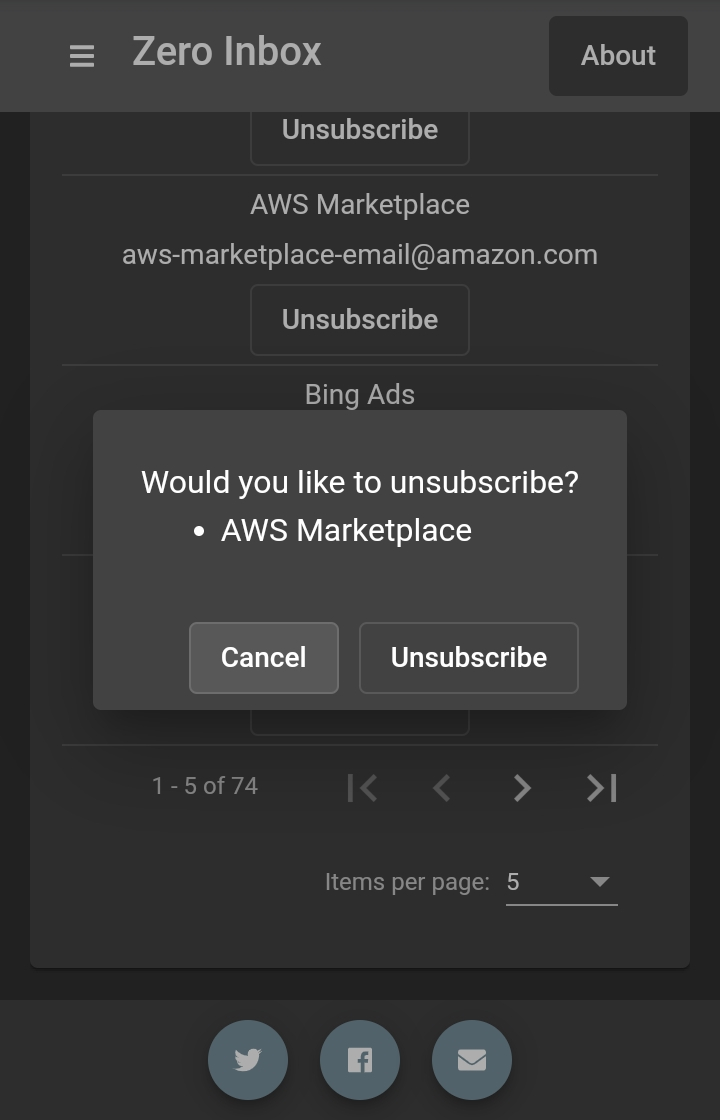 Zero Inbox
About
Unsubscribe
AWS Marketplace
aws-marketplace-email@amazon.com
Unsubscribe
Bing Ads
Would you like to unsubscribe?
• AWS Marketplace
Cancel
Unsubscribe
1 - 5 of 74
Items per page: 5